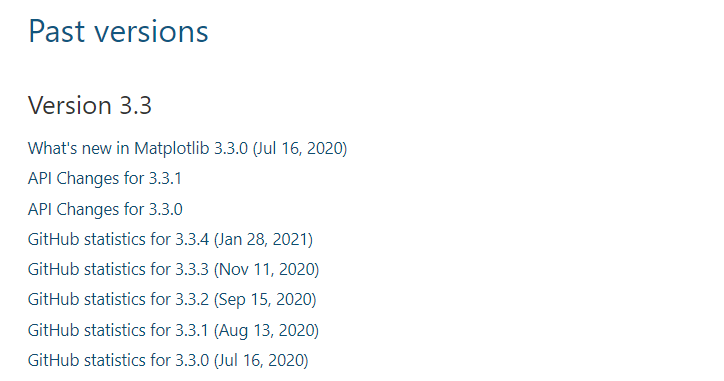 Past versions
Version 3.3
What's new in Matplotlib 3.3.0 (Jul 16, 2020)
API Changes for 3.3.1
API Changes for 3.3.0
GitHub statistics for 3.3.4 (Jan 28, 2021)
GitHub statistics for 3.3.3 (Nov 11, 2020)
GitHub statistics for 3.3.2 (Sep 15, 2020)
GitHub statistics for 3.3.1 (Aug 13, 2020)
GitHub statistics for 3.3.0 (Jul 16, 2020)